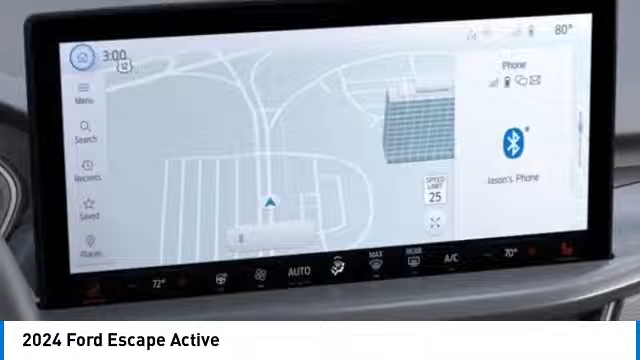 3:00
80°
12
Menu
Search
Recents
Saved
Places
Phone
SPEED
LIMIT
25
Jason's Phone
72°
AUTO
MAX
REAR
A/C
70°
2024 Ford Escape Active